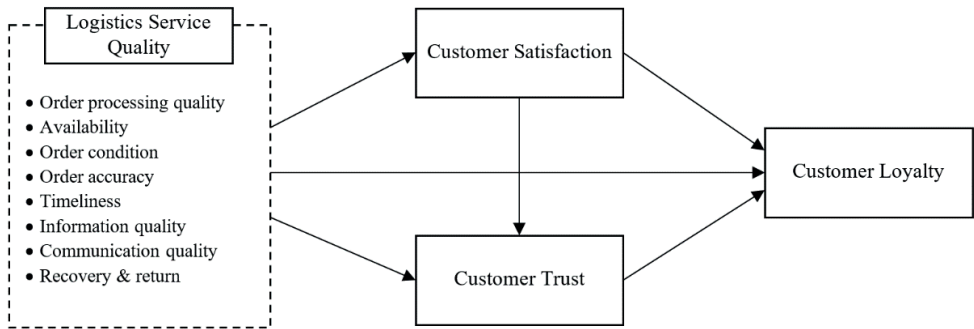 Logistics Service
Quality
• Order processing quality
• Availability
• Order condition
• Order accuracy
• Timeliness
• Information quality
• Communication quality
• Recovery & return
Customer Satisfaction
Customer Trust
Customer Loyalty